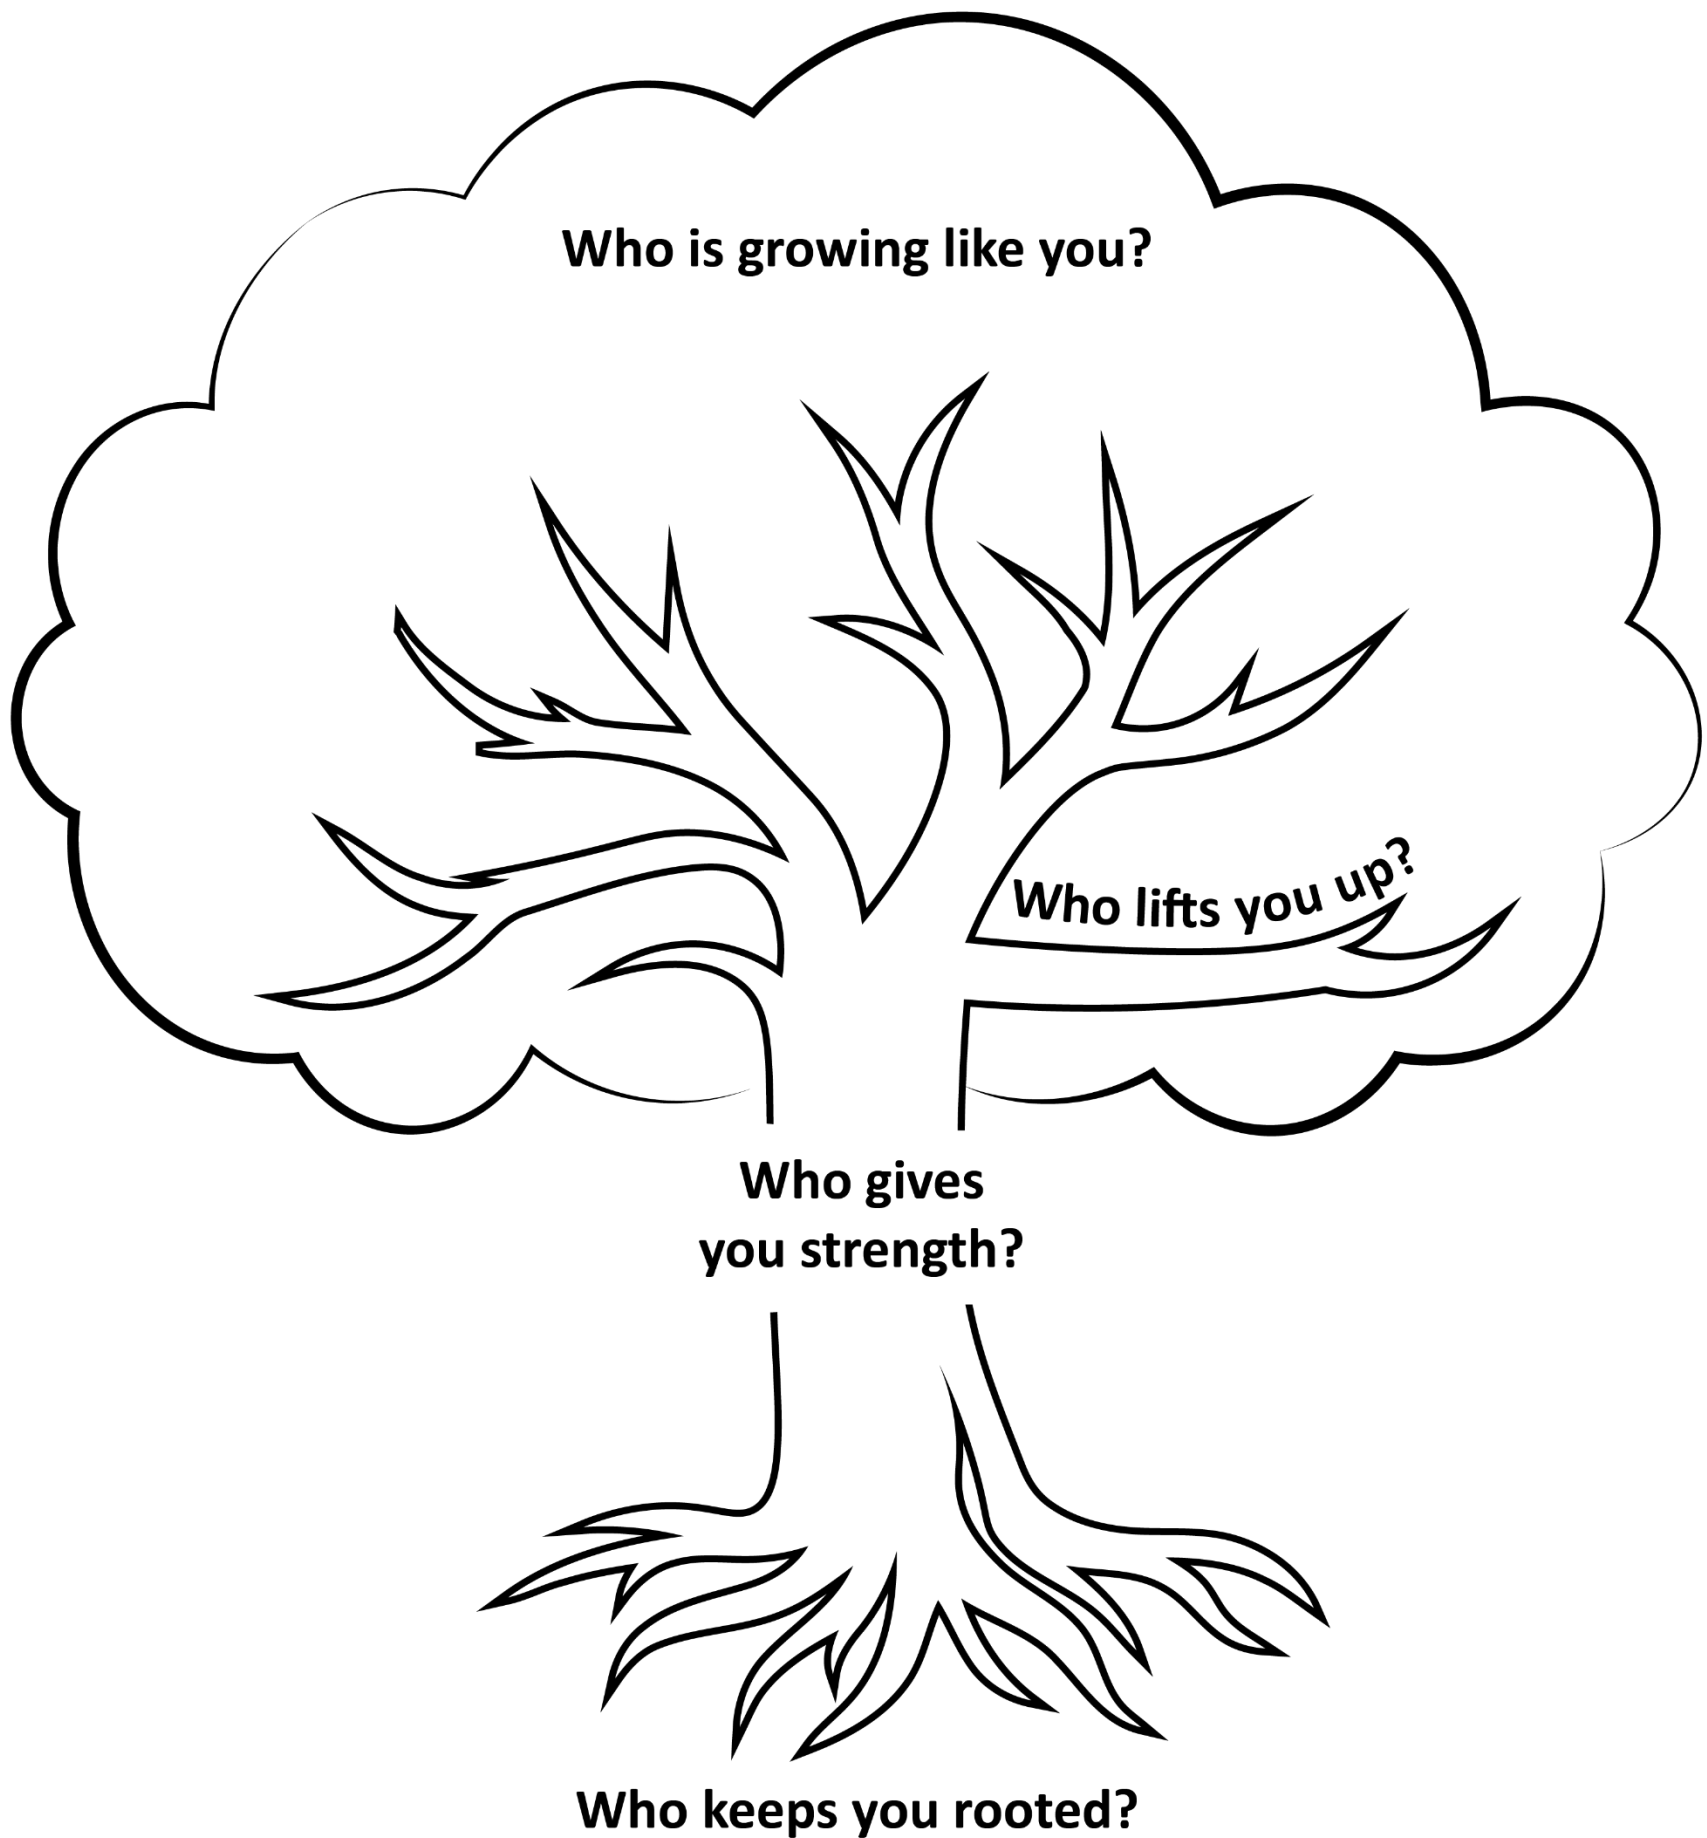 Who is growing like you?
Who lifts you up?
Who gives
you strength?
Who keeps you rooted?